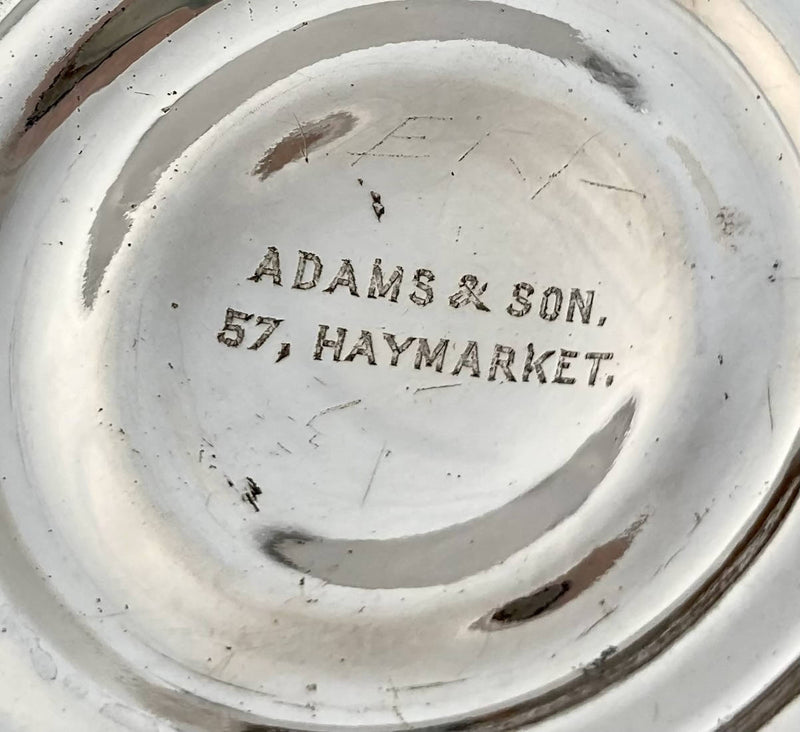 ADAMS & SON.
57, HAYMARKET.